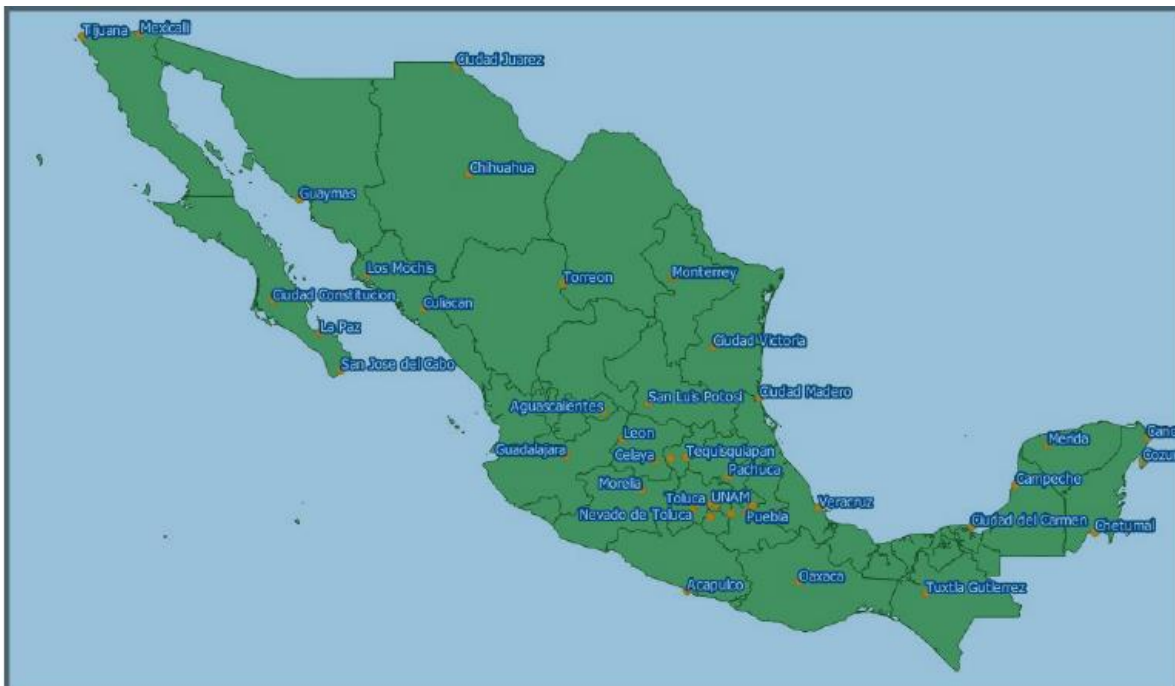 Tijuana
Mexicali
Ciudad Juarez
Chihuahua
Guaymas
Los Mochis
Torreon
Monterrey
Ciudad Constitucion
Culiacan
La Paz
Ciudad Victoria
San Jose del Cabo
Ciudad Madero
San Luis Potosi
Aguascalientes
Leon
Merida
Canc
Guadalajara
Celaya
Tequisquiapan
Cozum
Pachuca
Morelia
Campeche
Toluca
UNAM
Veracruz
Nevado de Toluca
Puebla
Ciudad del Carmen
Chetumal
Oaxaca
Acapulco
Tuxtla Gutierrez